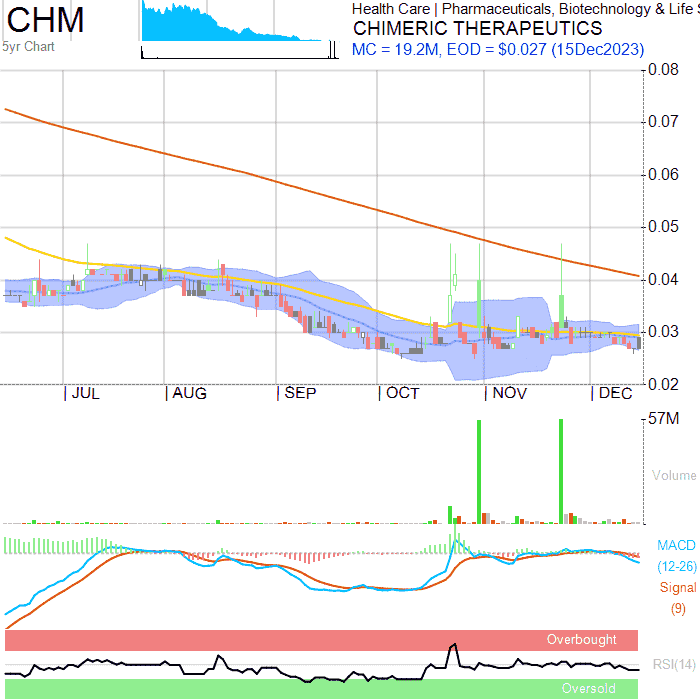 CHM
5yr Chart
Health Care | Pharmaceuticals, Biotechnology & Life
CHIMERIC THERAPEUTICS
MC = 19.2M, EOD = $0.027 (15Dec2023)
0.08
0.07
0.06
0.05
0.04
0.03
0.02
JUL AUG SEP OCT NOV DEC
57M
Volume
MACD
(12-26)
Signal
(9)
Overbought
RSI(14)
Oversold